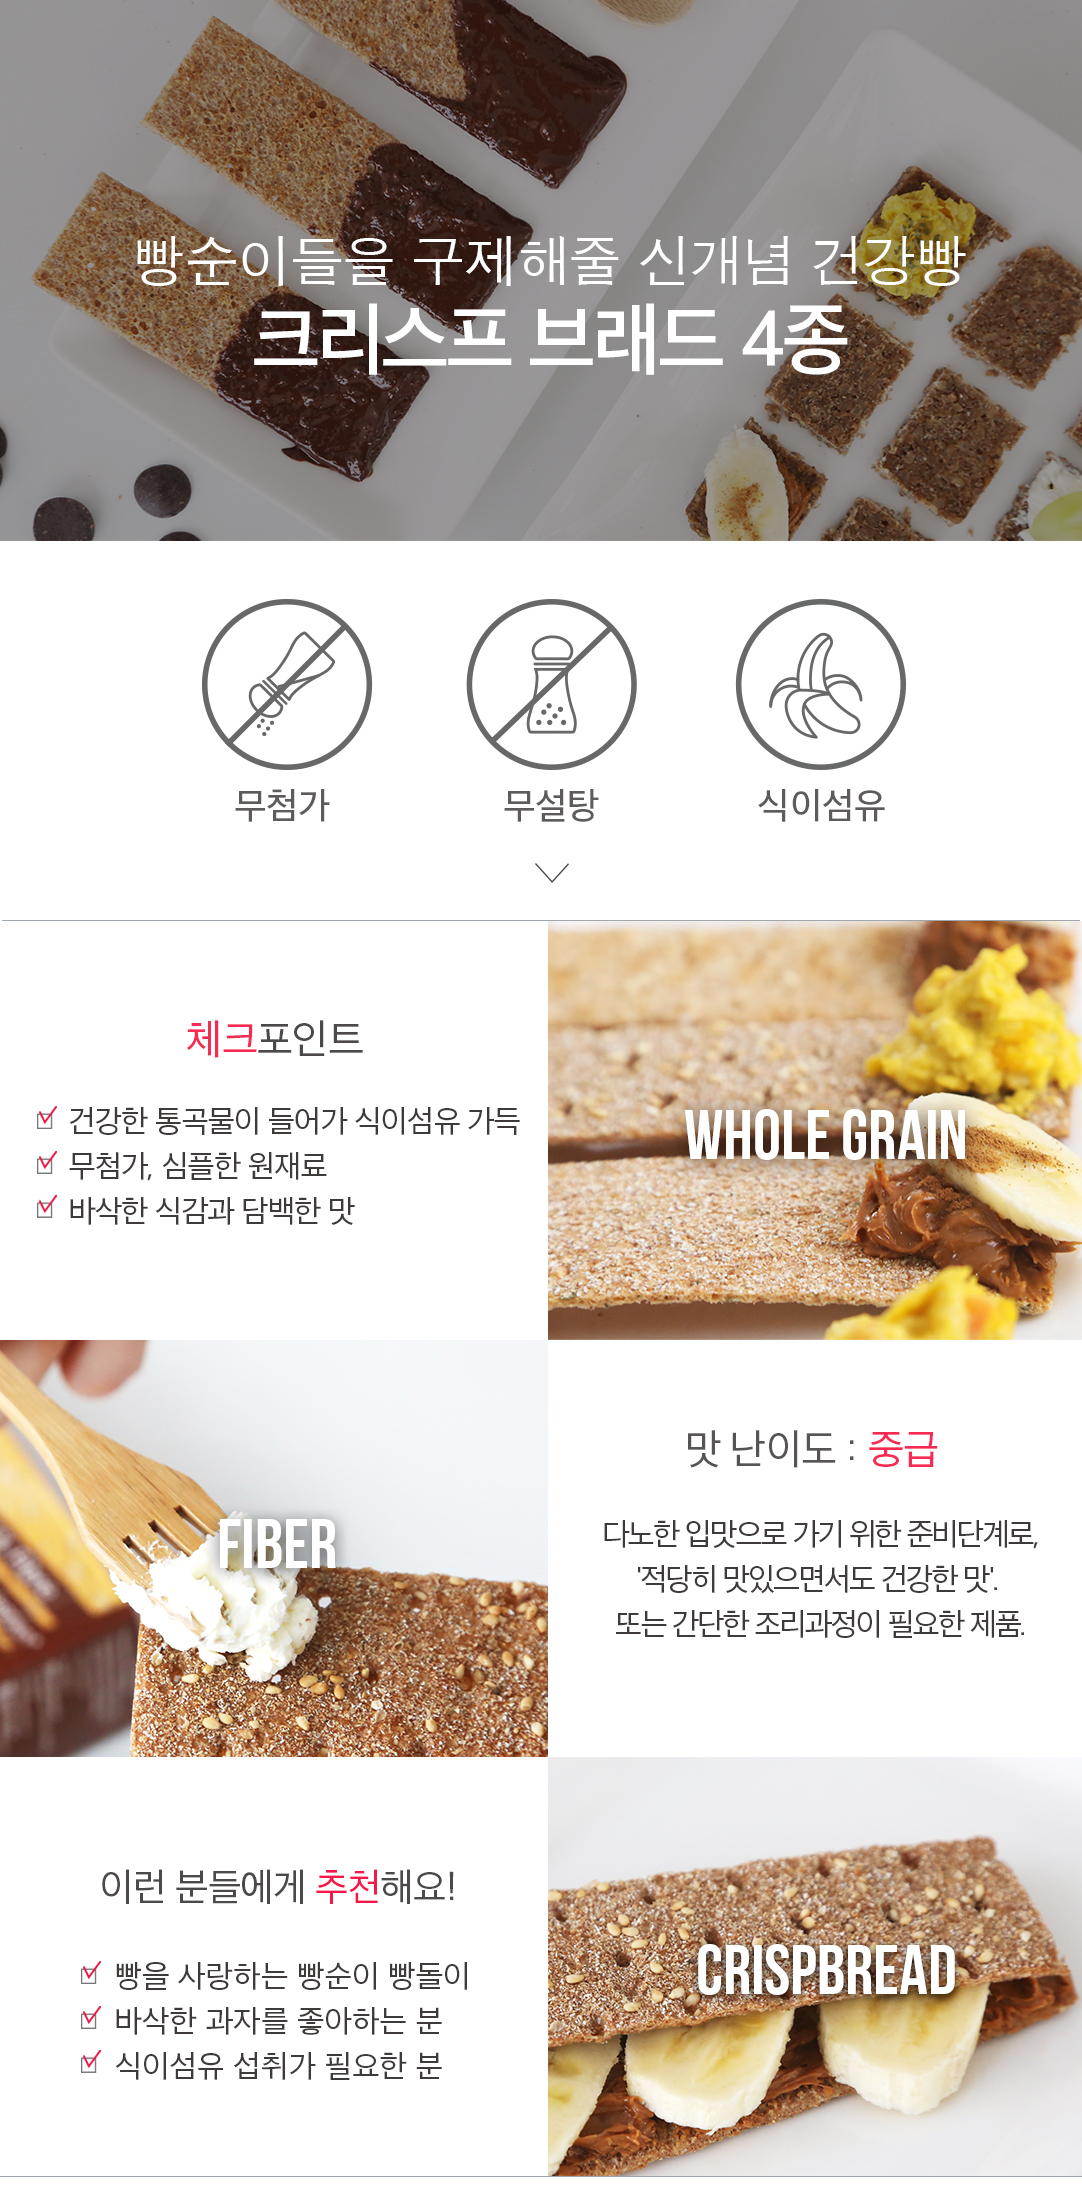 빵순이들을 구제해줄 신개념 건강빵
크리스프 브래드 4종
무첨가
무설탕
식이섬유
체크포인트
건강한 통곡물이 들어가 식이섬유 가득
무첨가, 심플한 원재료
바삭한 식감과 담백한 맛
WHOLE GRAIN
FIBER
맛 난이도 : 중급
다노한 입맛으로 가기 위한 준비단계로,
'적당히 맛있으면서도 건강한 맛'.
또는 간단한 조리과정이 필요한 제품.
이런 분들에게 추천해요!
빵을 사랑하는 빵순이 빵돌이
바삭한 과자를 좋아하는 분
식이섬유 섭취가 필요한 분
CRISPBREAD